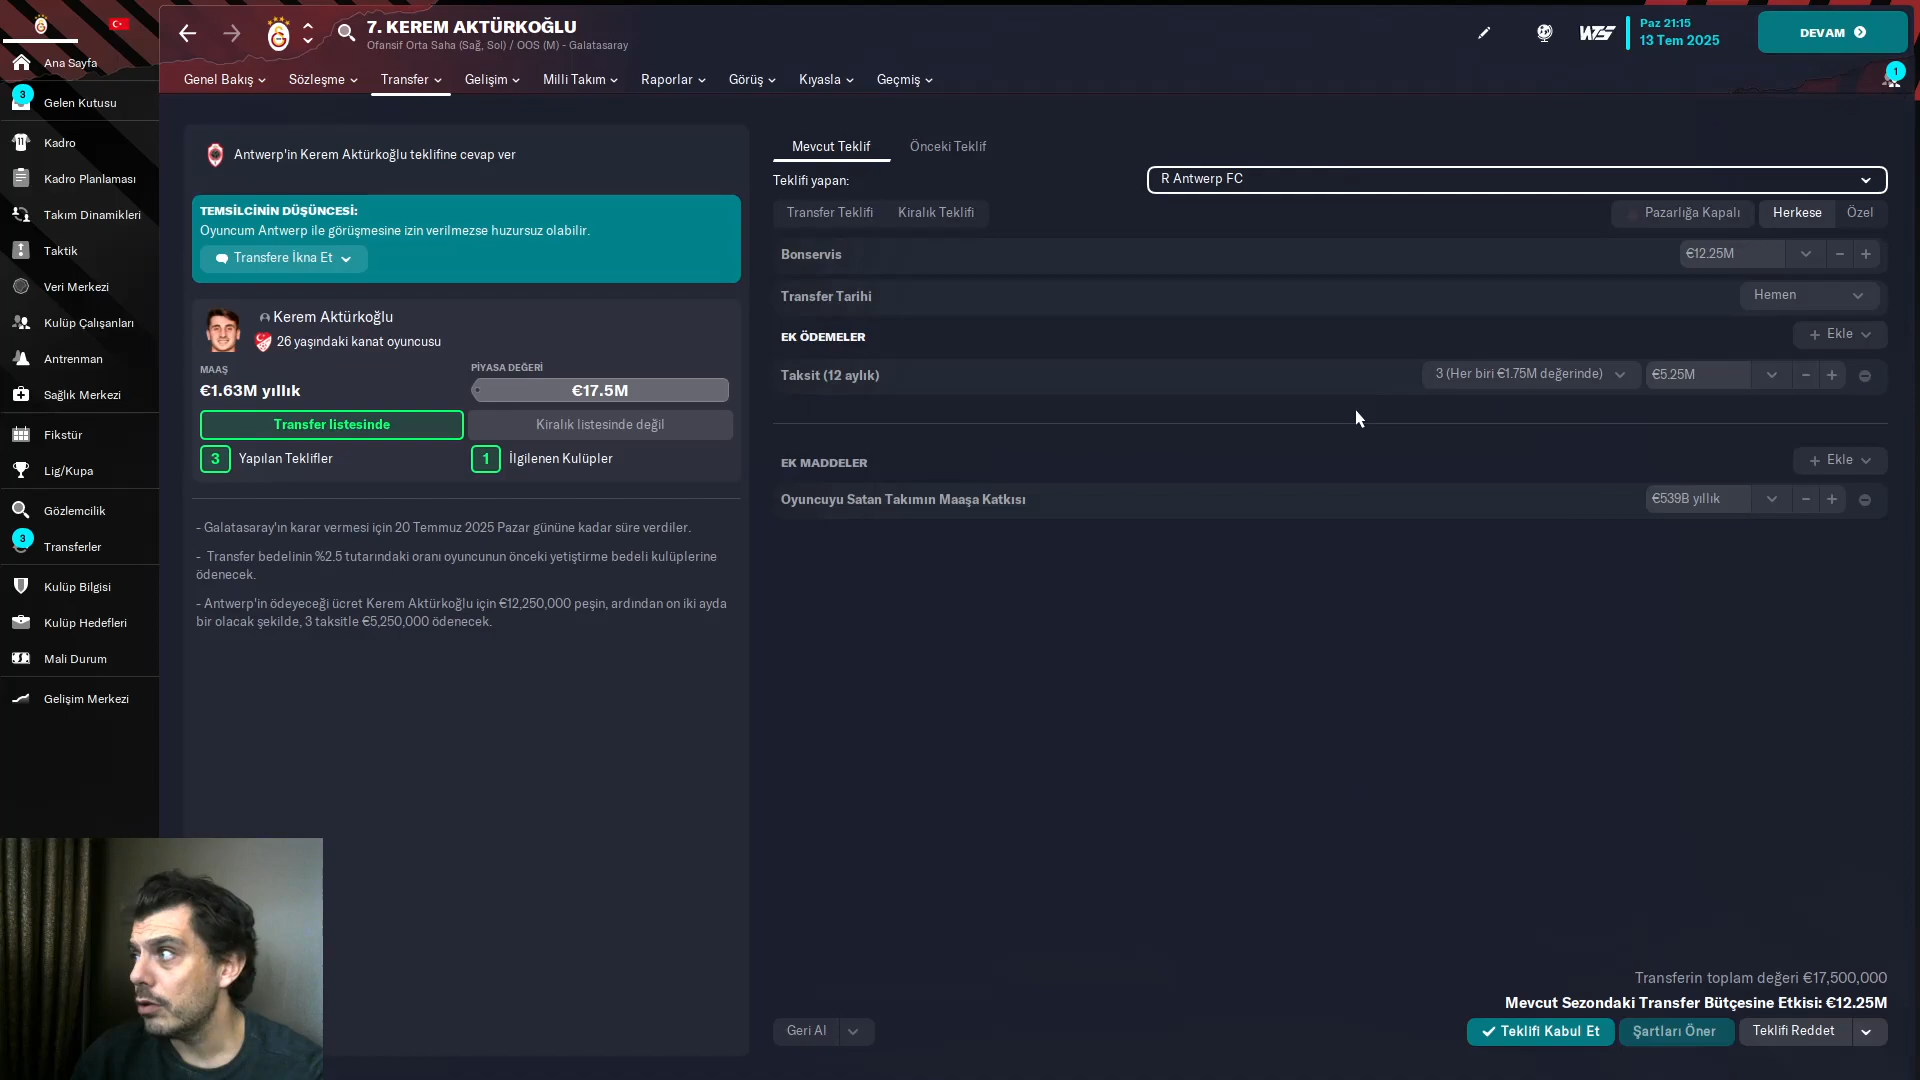 7. KEREM AKTÜRKOĞLU
Ofansif Orta Saha (Sağ, Sol) / OOS (M) - Galatasaray
Paz 21:15
13 Tem 2025
DEVAM
1
Genel Bakış
Sözleşme
Transfer
Gelişim
Milli Takım
Raporlar
Görüş
Kıyasla
Geçmiş
Ana Sayfa
3
Gelen Kutusu
Kadro
Kadro Planlaması
Takım Dinamikleri
Taktik
Veri Merkezi
Kulüp Çalışanları
Antrenman
Sağlık Merkezi
Fikstür
Lig/Kupa
Gözlemcilik
3
Transferler
Kulüp Bilgisi
Kulüp Hedefleri
Mali Durum
Gelişim Merkezi
Antwerp'in Kerem Aktürkoğlu teklifine cevap ver
TEMSİLCİNİN DÜŞÜNCESİ:
Oyuncum Antwerp ile görüşmesine izin verilmezse huzursuz olabilir.
Transfere İkna Et
Kerem Aktürkoğlu
26 yaşındaki kanat oyuncusu
MAAŞ
€1.63M yıllık
PİYASA DEĞERİ
€17.5M
Transfer listesinde
Kiralık listesinde değil
3 Yapılan Teklifler
1 İlgilenen Kulüpler
- Galatasaray'ın karar vermesi için 20 Temmuz 2025 Pazar gününe kadar süre verdiler.
- Transfer bedelinin %2.5 tutarındaki oranı oyuncunun önceki yetiştirme bedeli kulüplerine
ödenecek.
- Antwerp'in ödeyeceği ücret Kerem Aktürkoğlu için €12,250,000 peşin, ardından on iki ayda
bir olacak şekilde, 3 taksitle €5,250,000 ödenecek.
Mevcut Teklif
Önceki Teklif
Teklifi yapan:
R Antwerp FC
Transfer Teklifi
Kiralık Teklifi
Pazarlığa Kapalı
Herkese
Özel
Bonservis
€12.25M
Transfer Tarihi
Hemen
EK ÖDEMELER
+ Ekle
Taksit (12 aylık)
3 (Her biri €1.75M değerinde)
€5.25M
EK MADDELER
+ Ekle
Oyuncuyu Satan Takımın Maaşa Katkısı
€539B yıllık
Transferin toplam değeri €17,500,000
Mevcut Sezondaki Transfer Bütçesine Etkisi: €12.25M
Geri Al
Teklifi Kabul Et
Şartları Öner
Teklifi Reddet